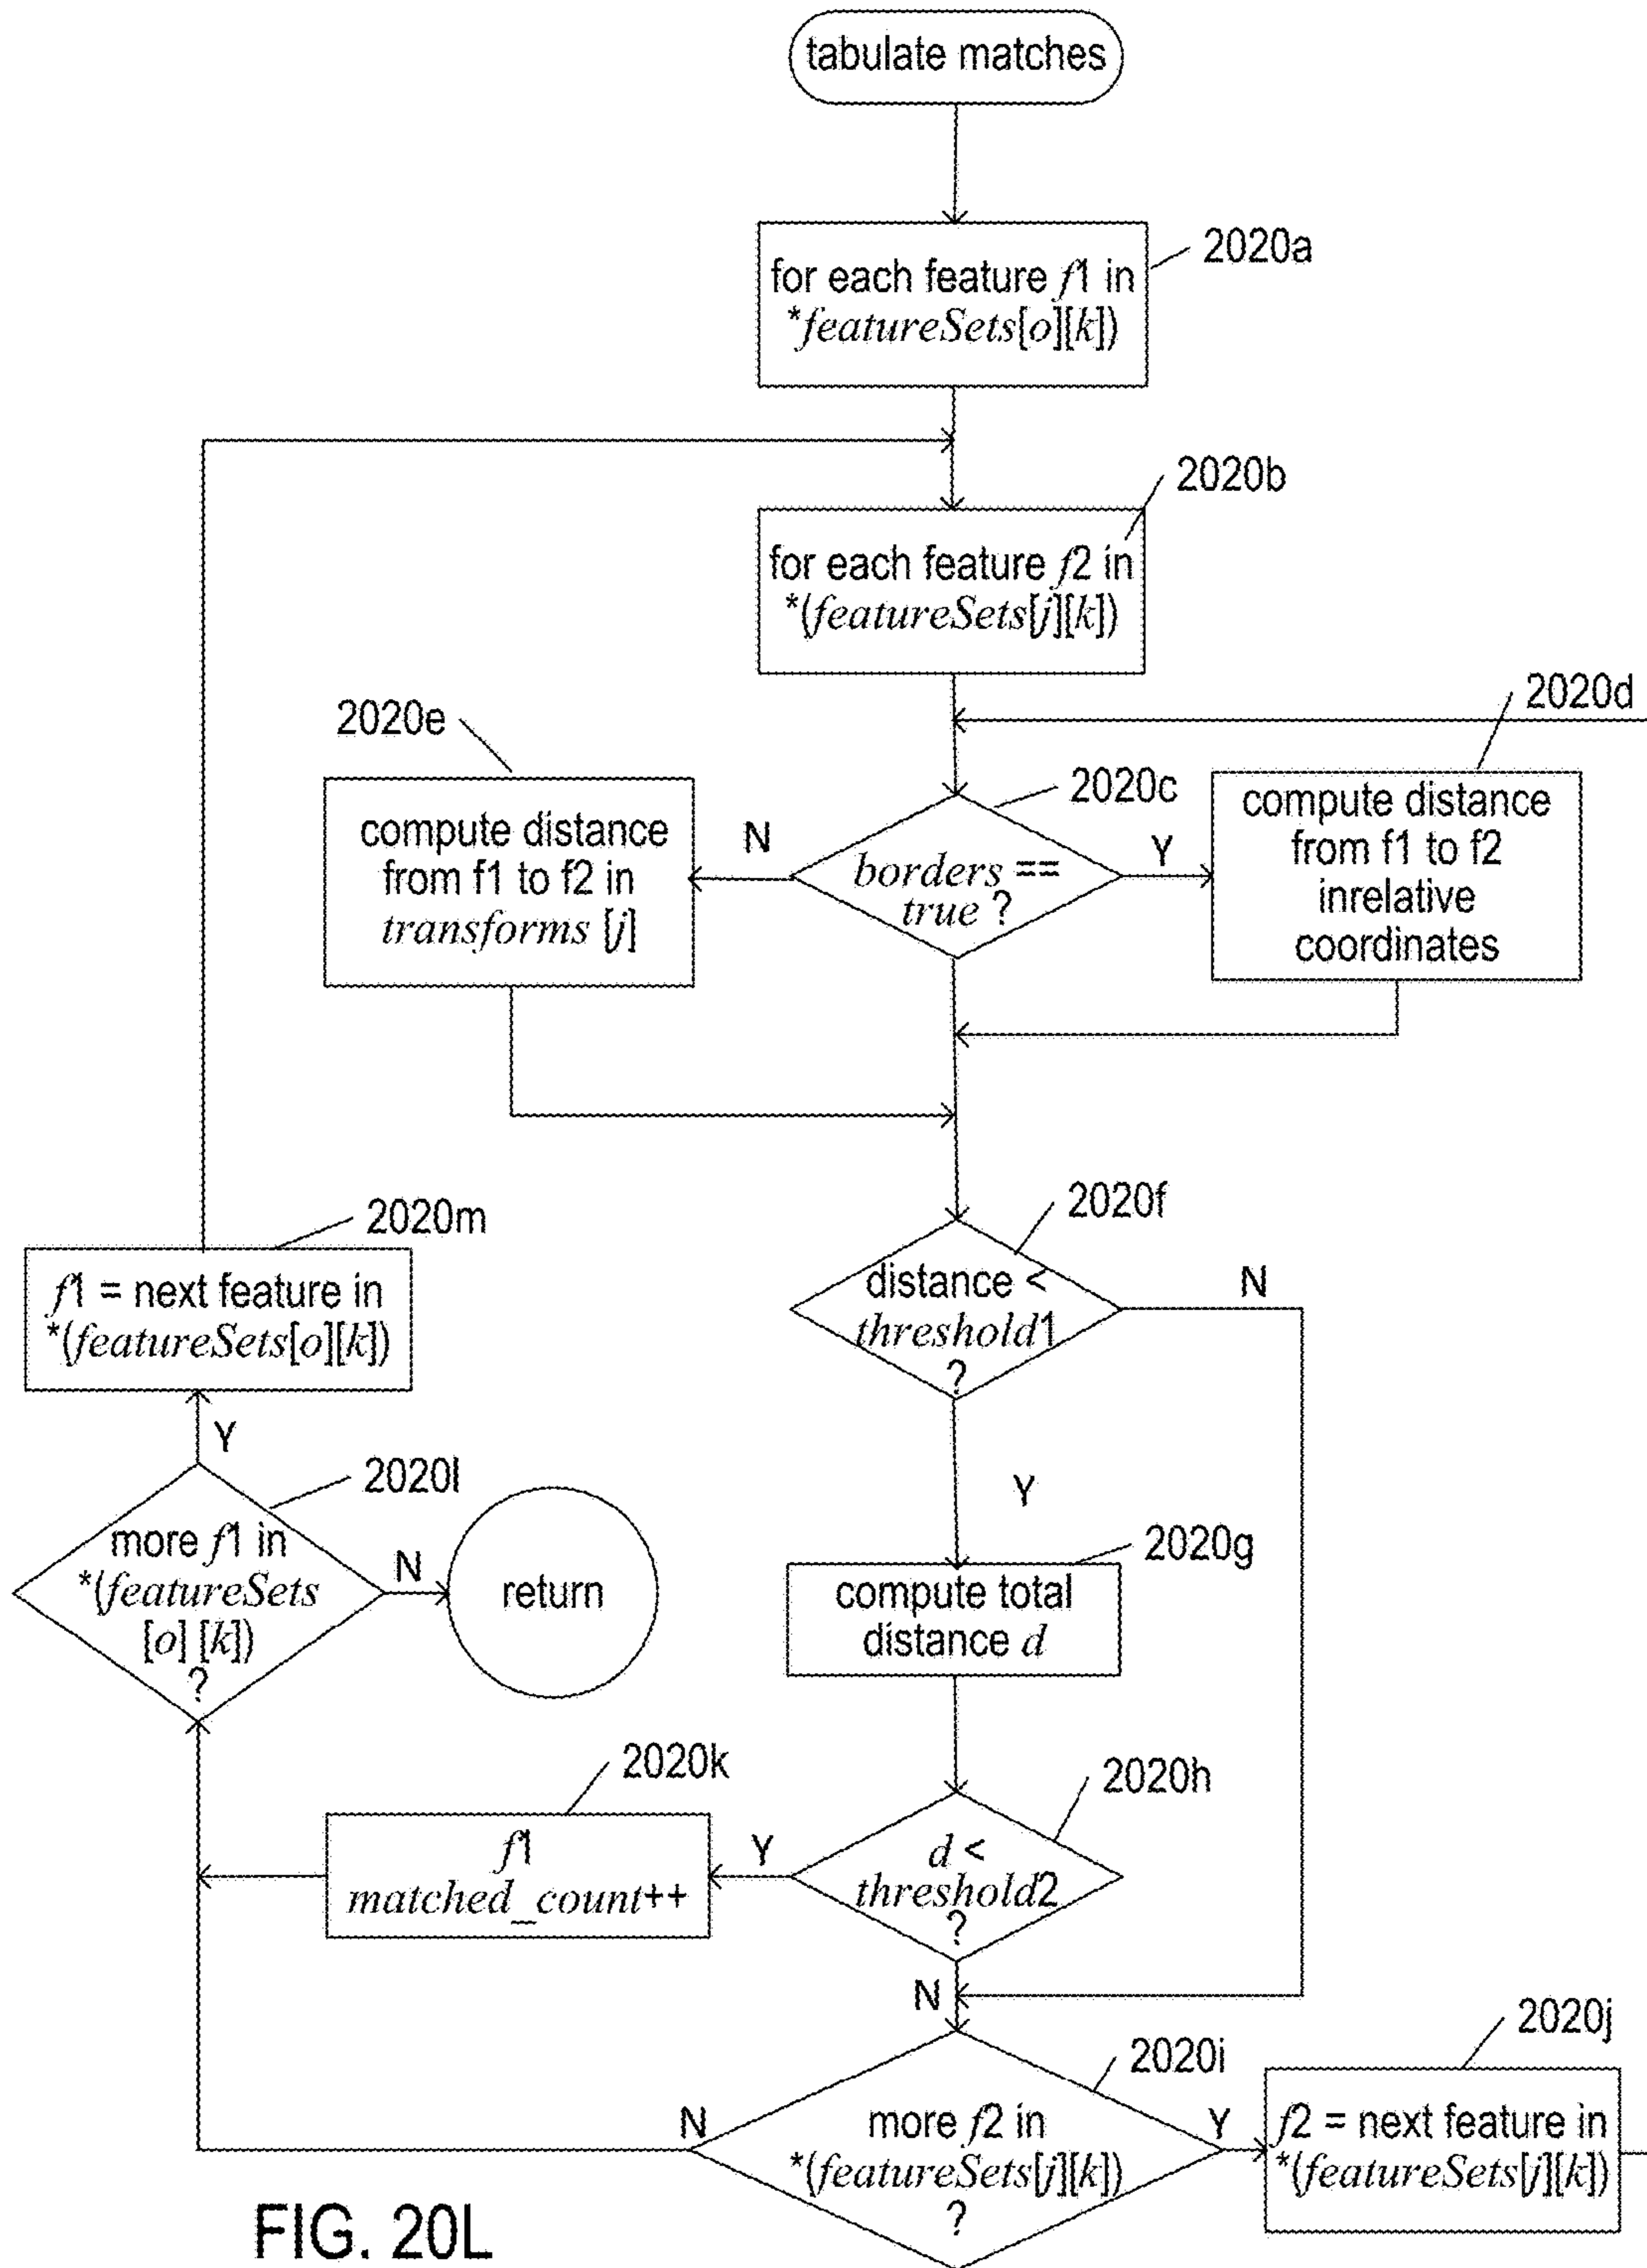 tabulate matches
2020a
for each feature f1 in
*featureSets[o][k])
2020b
for each feature f2 in
*(featureSets[j][k])
2020e
2020d
2020c
compute distance
from f1 to f2 in
transforms [j]
N
borders ==
true ?
Y
compute distance
from f1 to f2
inrelative
coordinates
2020m
f1 = next feature in
*(featureSets[o][k])
2020f
distance <
threshold1
?
N
Y
Y
2020l
more f1 in
*(featureSets
[o] [k])
?
N
return
2020g
compute total
distance d
2020k
f1
matched_count++
Y
2020h
d <
threshold2
?
N
2020i
more f2 in
*(featureSets[j][k])
?
N
Y
2020j
f2 = next feature in
*(featureSets[j][k])
FIG. 20L